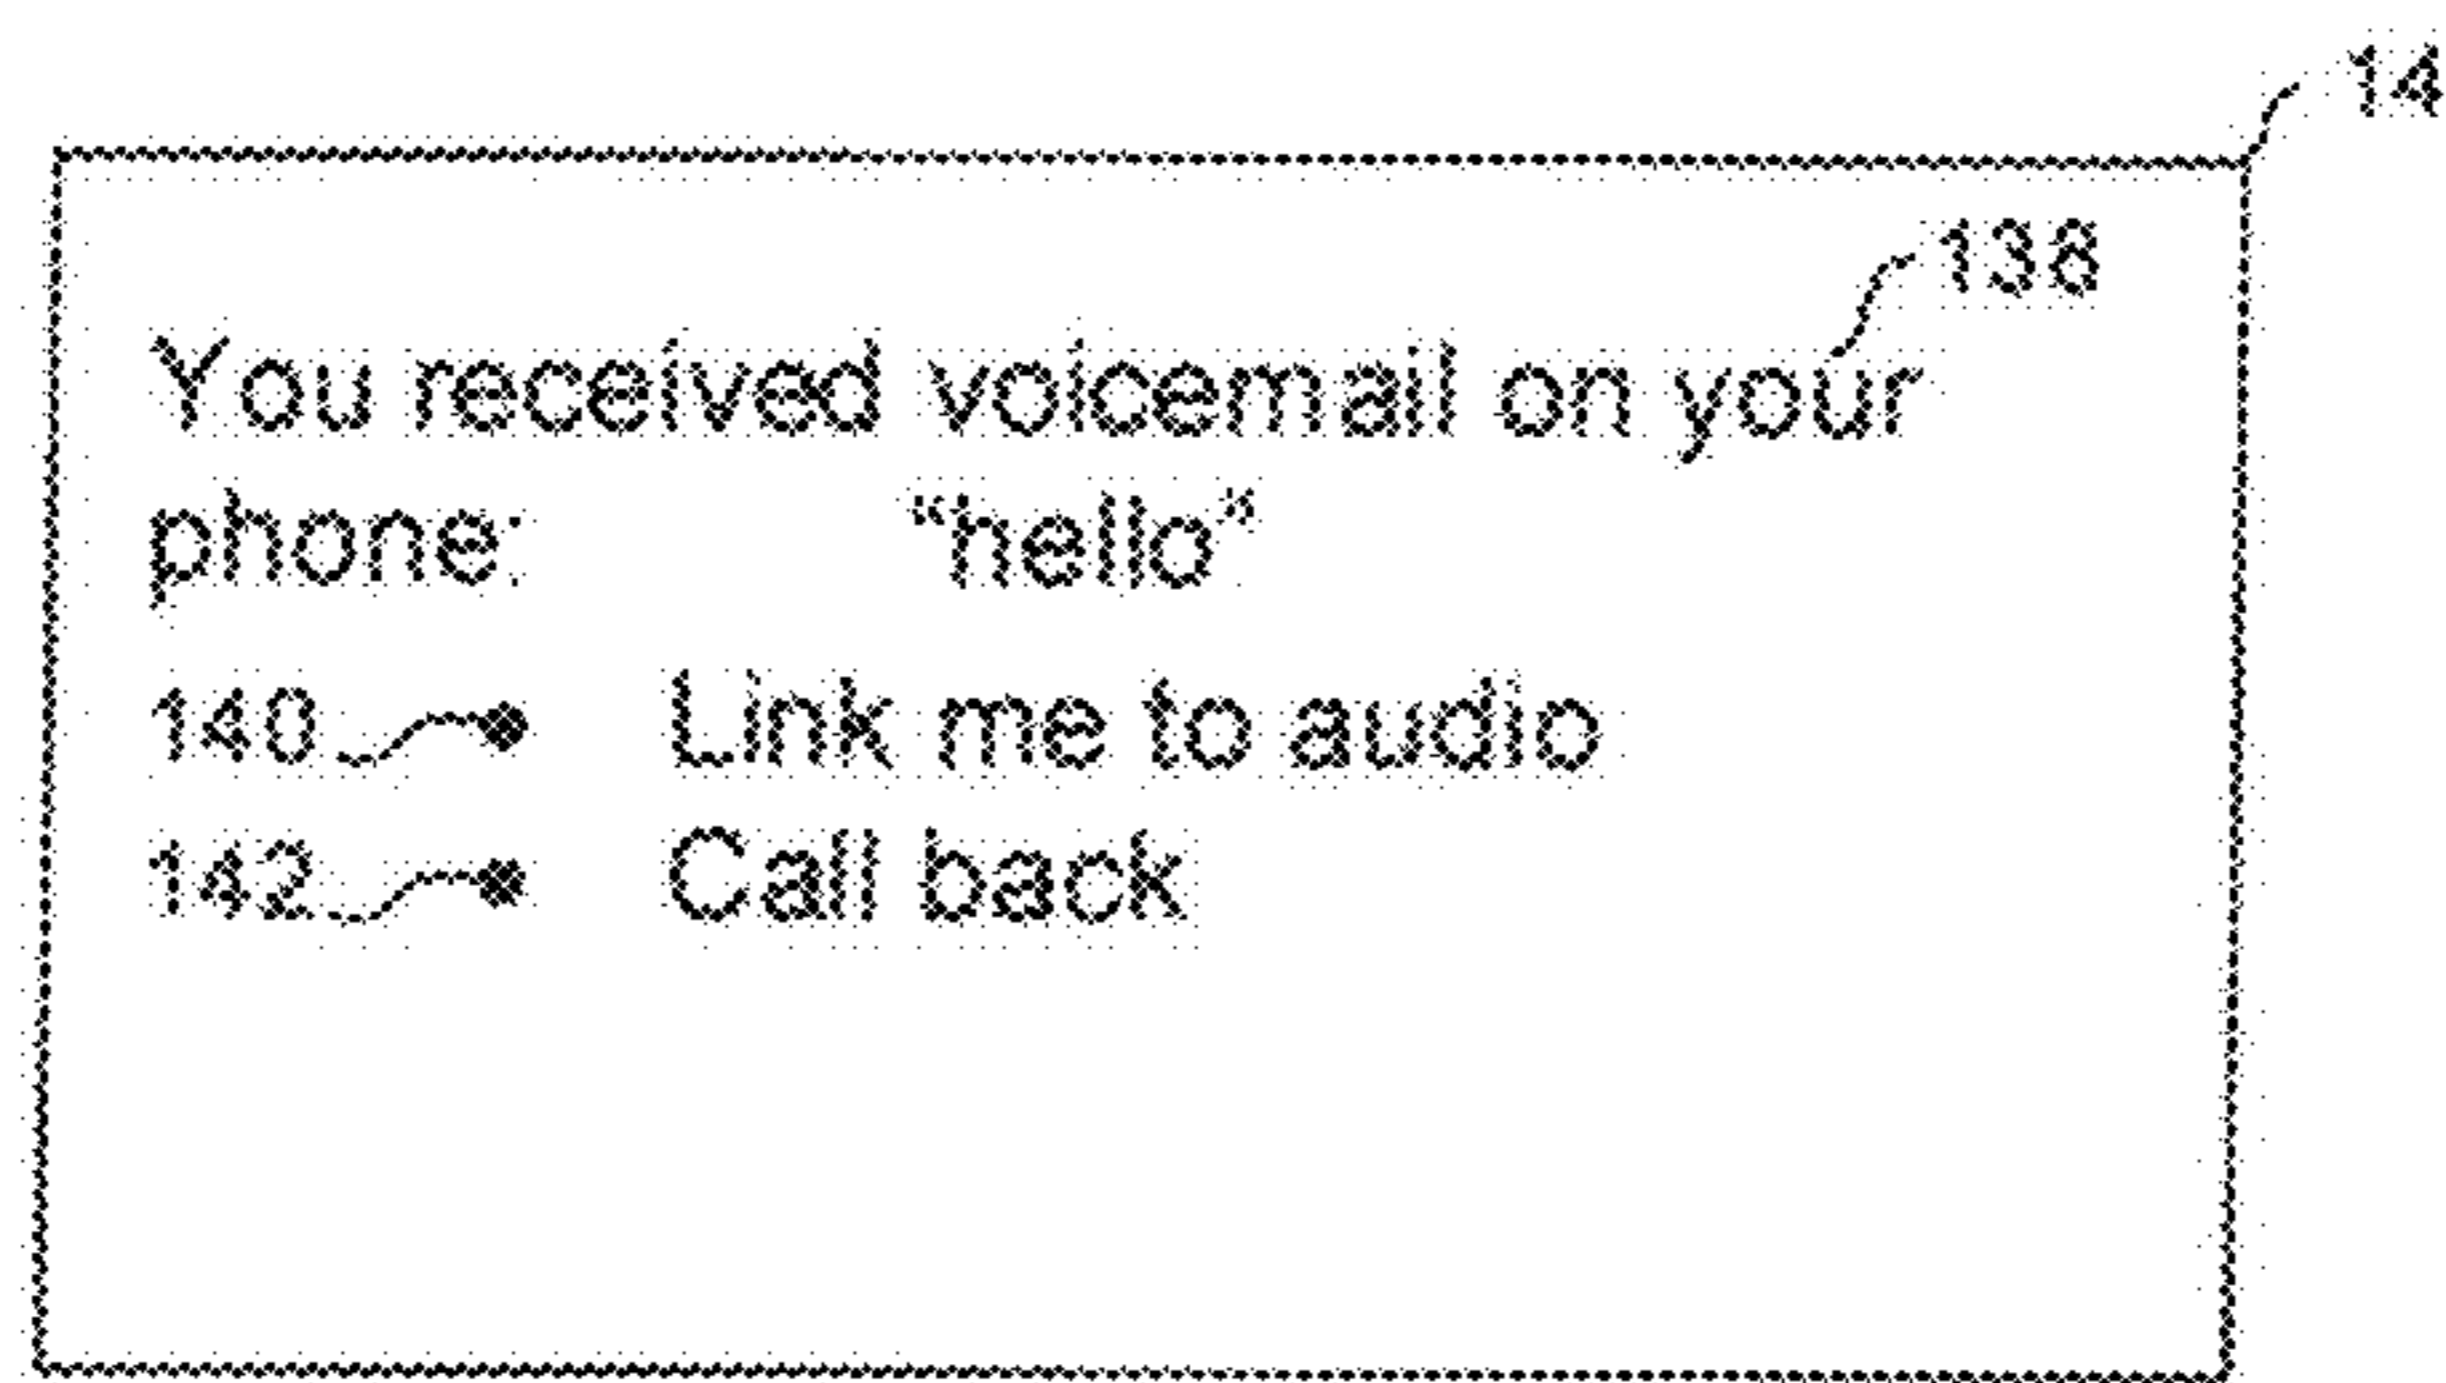 14
138
You received voicemail on your
phone: “hello”
140 Link me to audio
142 Call back